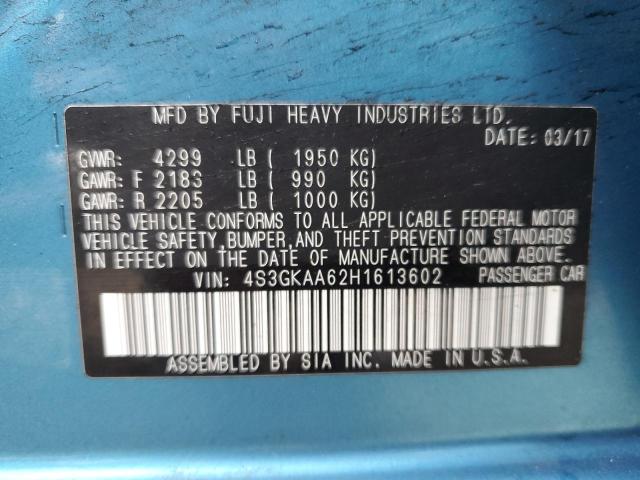 MFD BY FUJI HEAVY INDUSTRIES LTD.
DATE: 03/17
GVWR: 4299 LB ( 1950 KG)
GAWR: F 2183 LB ( 990 KG)
GAWR: R 2205 LB ( 1000 KG)
THIS VEHICLE CONFORMS TO ALL APPLICABLE FEDERAL MOTOR
VEHICLE SAFETY, BUMPER, AND THEFT PREVENTION STANDARDS
IN EFFECT ON THE DATE OF MANUFACTURE SHOWN ABOVE.
VIN: 4S3GKAA62H1613602 PASSENGER CAR
ASSEMBLED BY SIA INC. MADE IN U.S.A.